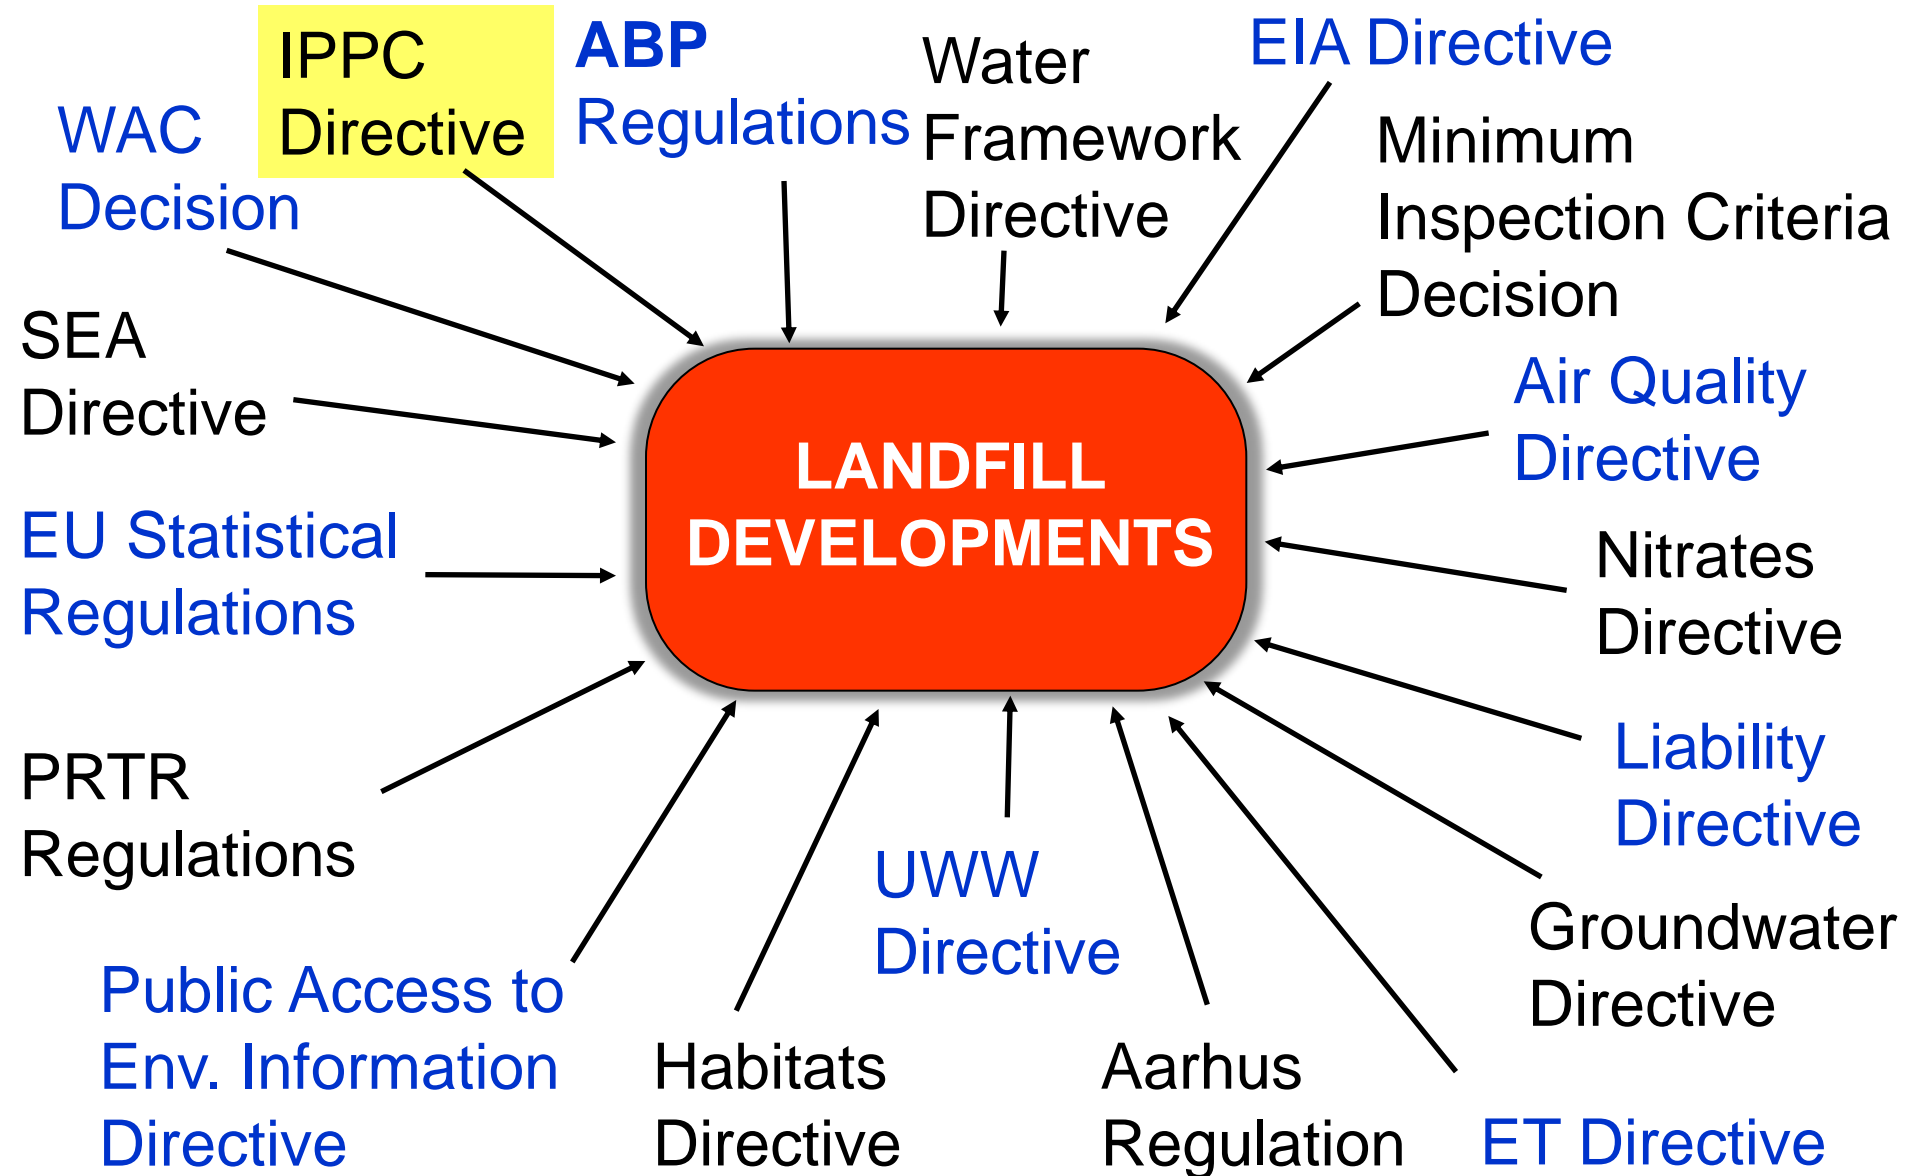 IPPC
Directive
ABP
Regulations
Water
Framework
Directive
EIA Directive
WAC
Decision
Minimum
Inspection Criteria
Decision
SEA
Directive
Air Quality
Directive
LANDFILL
DEVELOPMENTS
EU Statistical
Regulations
Nitrates
Directive
PRTR
Regulations
Liability
Directive
UWW
Directive
Groundwater
Directive
Public Access to
Env. Information
Directive
Habitats
Directive
Aarhus
Regulation
ET Directive